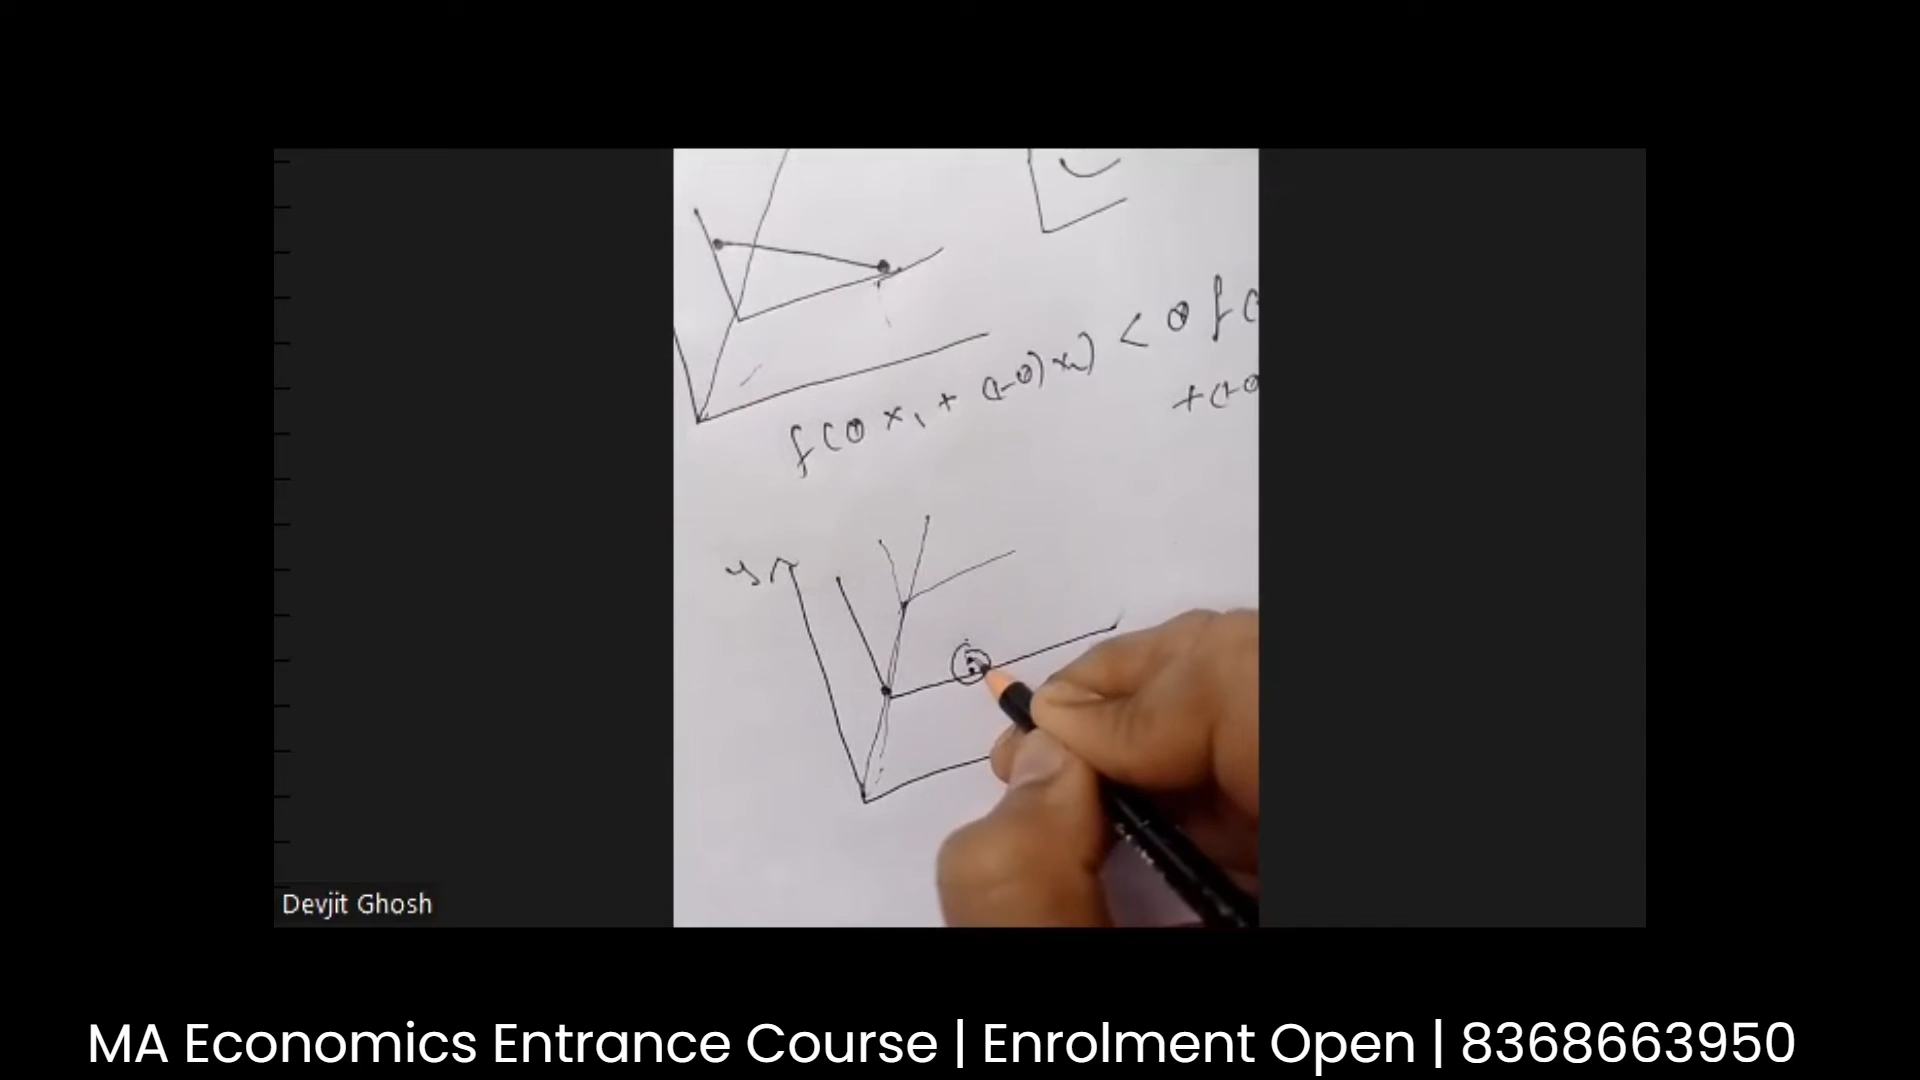 f(θx₁ + (1-θ)x₂) < θf(
+(1-θ
y
Devjit Ghosh
MA Economics Entrance Course | Enrolment Open | 8368663950